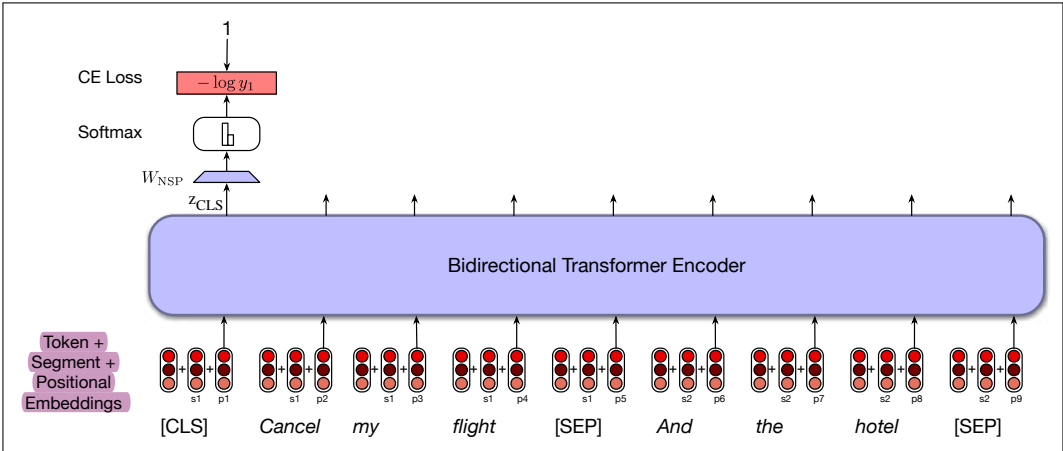 1
CE Loss
− log y₁
Softmax
W_NSP
z_CLS
Bidirectional Transformer Encoder
Token +
Segment +
Positional
Embeddings
+ + + + + + + + + + + + + + + + + +
s1 p1 s1 p2 s1 p3 s1 p4 s1 p5 s2 p6 s2 p7 s2 p8 s2 p9
[CLS] Cancel my flight [SEP] And the hotel [SEP]